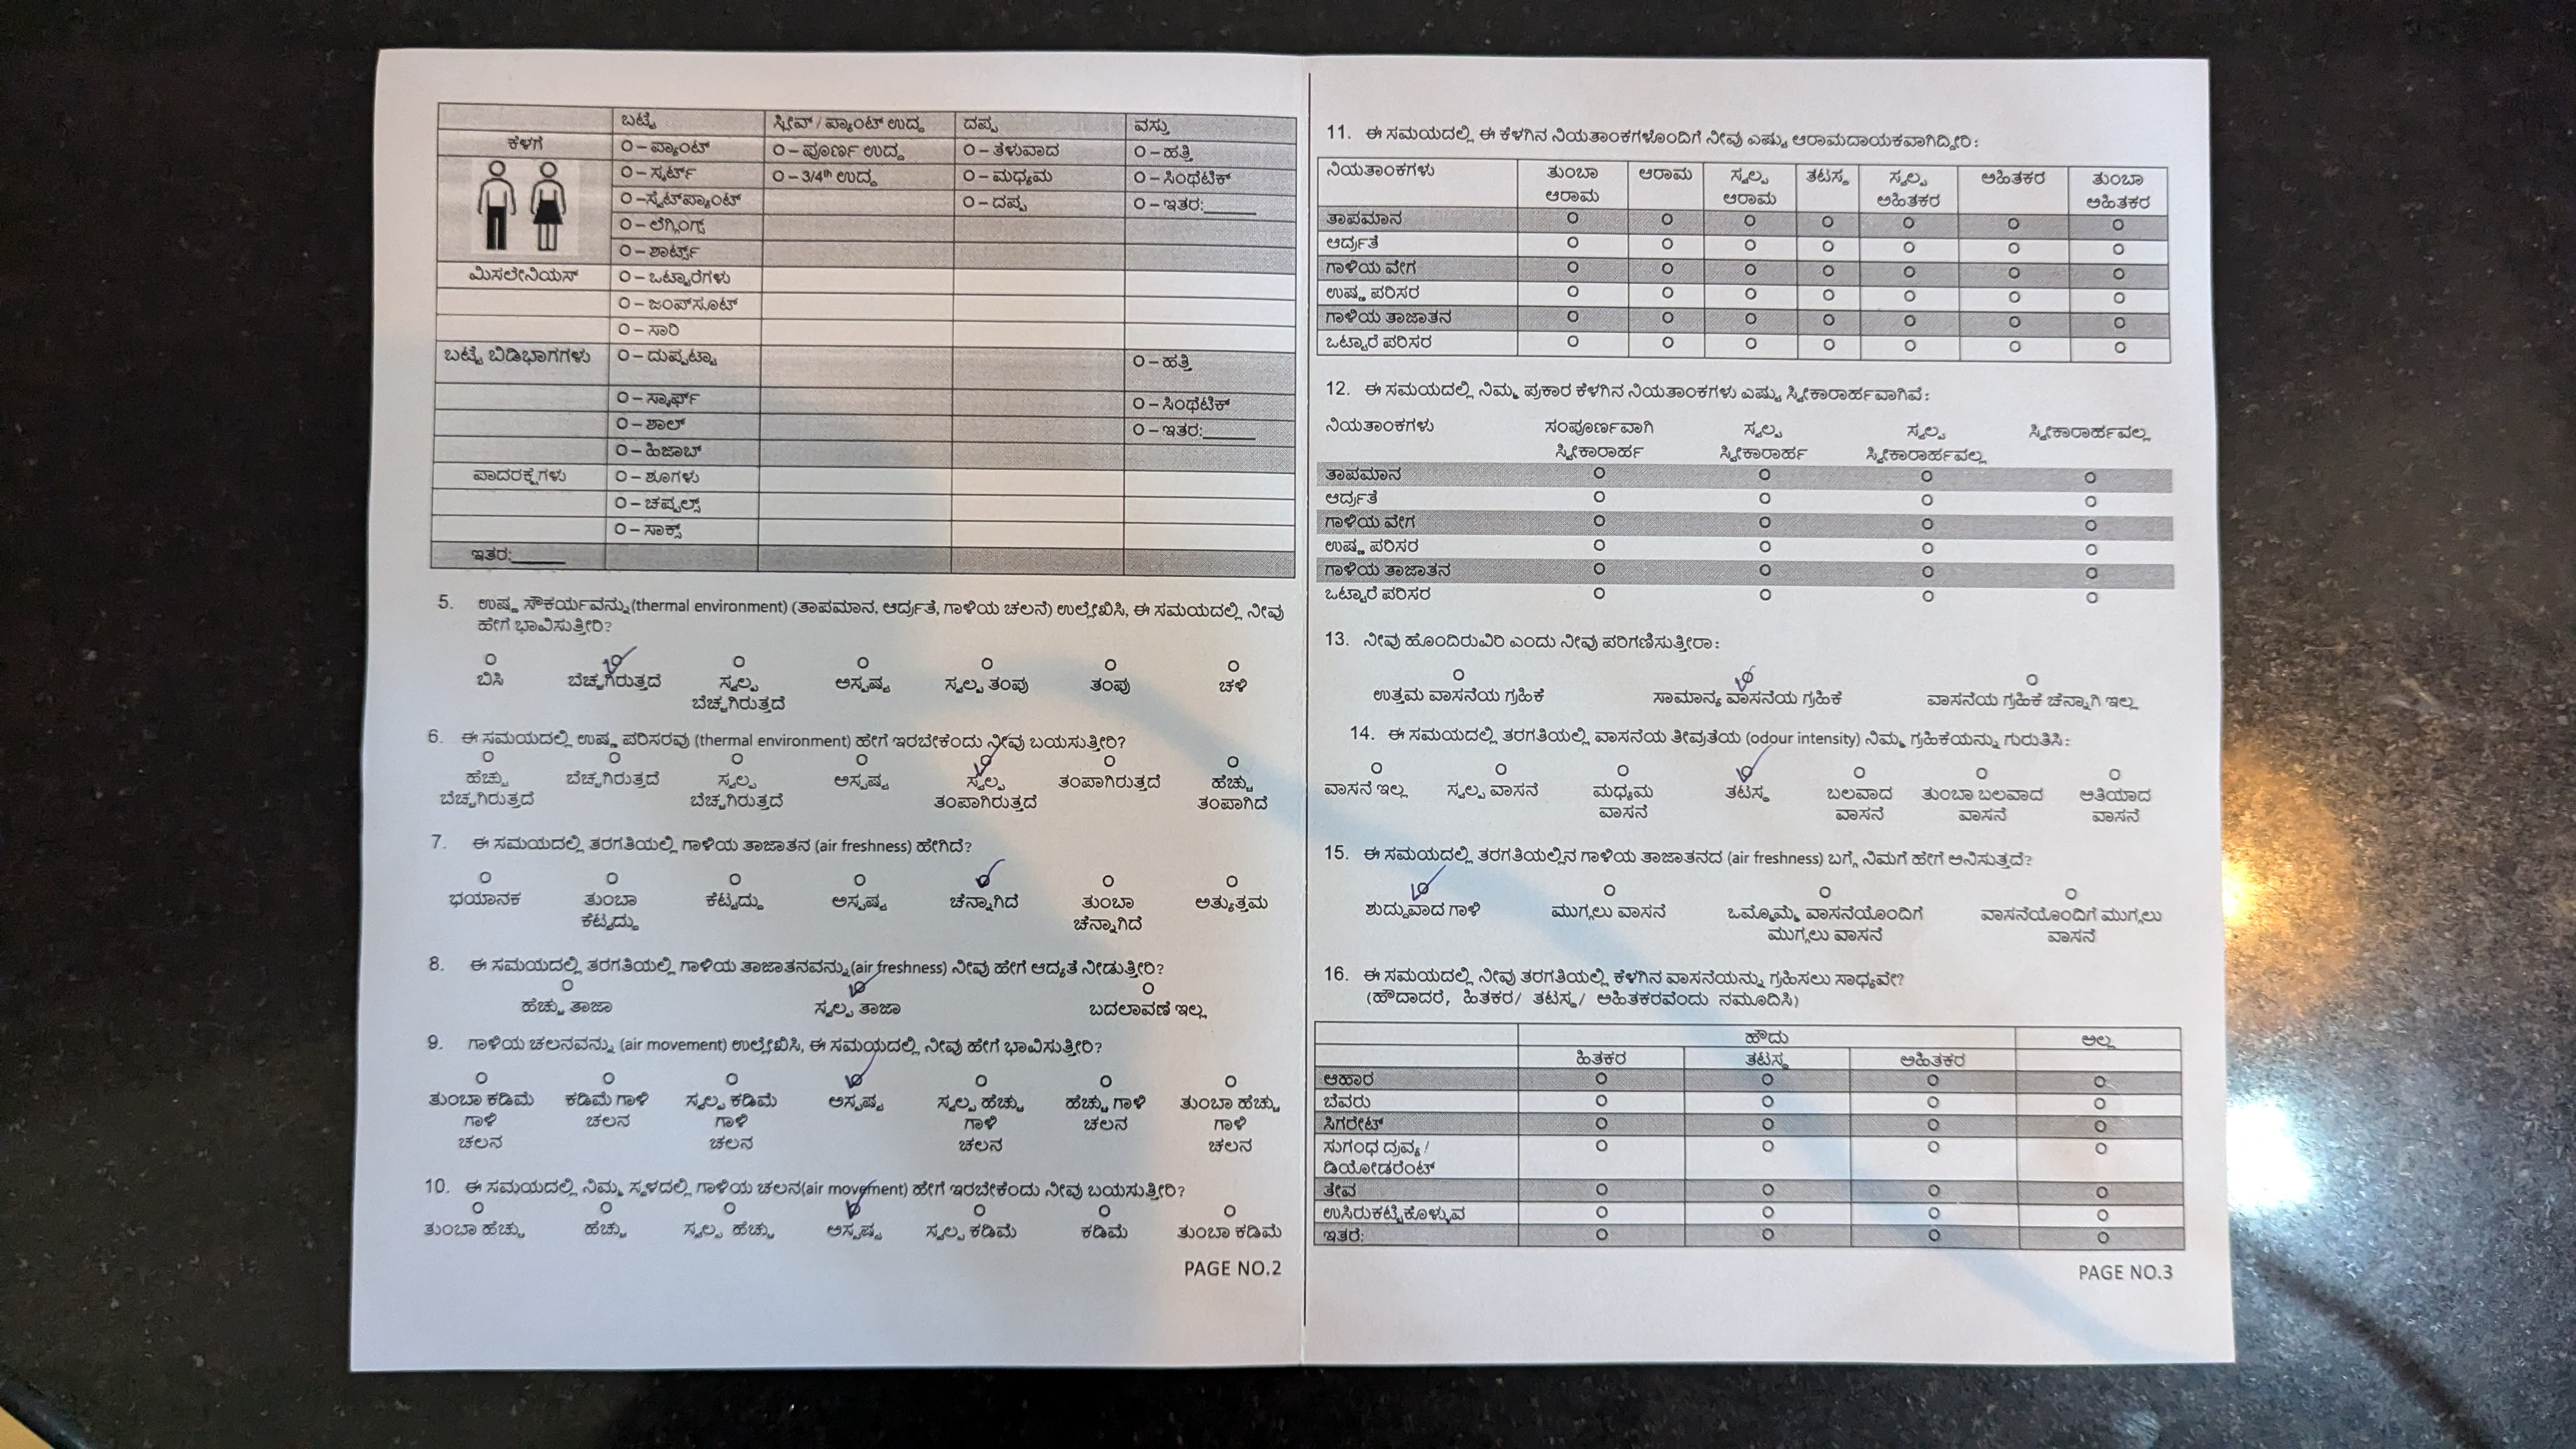 ಬಟ್ಟೆ ಸ್ಲೀವ್ / ಪ್ಯಾಂಟ್ ಉದ್ದ ದಪ್ಪ ವಸ್ತು
ಕೆಳಗೆ O – ಪ್ಯಾಂಟ್ O – ಪೂರ್ಣ ಉದ್ದ O – ತೆಳುವಾದ O – ಹತ್ತಿ
O – ಸ್ಕರ್ಟ್ O – 3/4th ಉದ್ದ O – ಮಧ್ಯಮ O – ಸಿಂಥೆಟಿಕ್
O –ಸ್ವೆಟ್‌ಪ್ಯಾಂಟ್ O – ದಪ್ಪ O – ಇತರ:______
O – ಲೆಗ್ಗಿಂಗ್ಸ್
O – ಶಾರ್ಟ್ಸ್
ಮಿಸಲೇನಿಯಸ್ O – ಒಟ್ಟಾರೆಗಳು
O – ಜಂಪ್‌ಸೂಟ್
O – ಸಾರಿ
ಬಟ್ಟೆ ಬಿಡಿಭಾಗಗಳು O – ದುಪ್ಪಟ್ಟಾ O – ಹತ್ತಿ
O – ಸ್ಕಾರ್ಫ್ O – ಸಿಂಥೆಟಿಕ್
O – ಶಾಲ್ O – ಇತರ:______
O – ಹಿಜಾಬ್
ಪಾದರಕ್ಷೆಗಳು O – ಶೂಗಳು
O – ಚಪ್ಪಲ್ಸ್
O – ಸಾಕ್ಸ್
ಇತರ:______
5. ಉಷ್ಣ ಸೌಕರ್ಯವನ್ನು(thermal environment) (ತಾಪಮಾನ, ಆರ್ದ್ರತೆ, ಗಾಳಿಯ ಚಲನೆ) ಉಲ್ಲೇಖಿಸಿ, ಈ ಸಮಯದಲ್ಲಿ ನೀವು
ಹೇಗೆ ಭಾವಿಸುತ್ತೀರಿ?
ಬಿಸಿ ಬೆಚ್ಚಗಿರುತ್ತದೆ ಸ್ವಲ್ಪ ಅಸ್ಪಷ್ಟ ಸ್ವಲ್ಪ ತಂಪು ತಂಪು ಚಳಿ
ಬೆಚ್ಚಗಿರುತ್ತದೆ
6. ಈ ಸಮಯದಲ್ಲಿ ಉಷ್ಣ ಪರಿಸರವು (thermal environment) ಹೇಗೆ ಇರಬೇಕೆಂದು ನೀವು ಬಯಸುತ್ತೀರಿ?
ಹೆಚ್ಚು ಬೆಚ್ಚಗಿರುತ್ತದೆ ಸ್ವಲ್ಪ ಅಸ್ಪಷ್ಟ ಸ್ವಲ್ಪ ತಂಪಾಗಿರುತ್ತದೆ ಹೆಚ್ಚು
ಬೆಚ್ಚಗಿರುತ್ತದೆ ಬೆಚ್ಚಗಿರುತ್ತದೆ ತಂಪಾಗಿರುತ್ತದೆ ತಂಪಾಗಿದೆ
7. ಈ ಸಮಯದಲ್ಲಿ ತರಗತಿಯಲ್ಲಿ ಗಾಳಿಯ ತಾಜಾತನ (air freshness) ಹೇಗಿದೆ?
ಭಯಾನಕ ತುಂಬಾ ಕೆಟ್ಟದ್ದು ಅಸ್ಪಷ್ಟ ಚೆನ್ನಾಗಿದೆ ತುಂಬಾ ಅತ್ಯುತ್ತಮ
ಕೆಟ್ಟದ್ದು ಚೆನ್ನಾಗಿದೆ
8. ಈ ಸಮಯದಲ್ಲಿ ತರಗತಿಯಲ್ಲಿ ಗಾಳಿಯ ತಾಜಾತನವನ್ನು(air freshness) ನೀವು ಹೇಗೆ ಆದ್ಯತೆ ನೀಡುತ್ತೀರಿ?
ಹೆಚ್ಚು ತಾಜಾ ಸ್ವಲ್ಪ ತಾಜಾ ಬದಲಾವಣೆ ಇಲ್ಲ
9. ಗಾಳಿಯ ಚಲನವನ್ನು (air movement) ಉಲ್ಲೇಖಿಸಿ, ಈ ಸಮಯದಲ್ಲಿ ನೀವು ಹೇಗೆ ಭಾವಿಸುತ್ತೀರಿ?
ತುಂಬಾ ಕಡಿಮೆ ಕಡಿಮೆ ಗಾಳಿ ಸ್ವಲ್ಪ ಕಡಿಮೆ ಅಸ್ಪಷ್ಟ ಸ್ವಲ್ಪ ಹೆಚ್ಚು ಹೆಚ್ಚು ಗಾಳಿ ತುಂಬಾ ಹೆಚ್ಚು
ಗಾಳಿ ಚಲನ ಗಾಳಿ ಗಾಳಿ ಚಲನ ಗಾಳಿ
ಚಲನ ಚಲನ ಚಲನ ಚಲನ
10. ಈ ಸಮಯದಲ್ಲಿ ನಿಮ್ಮ ಸ್ಥಳದಲ್ಲಿ ಗಾಳಿಯ ಚಲನ(air movement) ಹೇಗೆ ಇರಬೇಕೆಂದು ನೀವು ಬಯಸುತ್ತೀರಿ?
ತುಂಬಾ ಹೆಚ್ಚು ಹೆಚ್ಚು ಸ್ವಲ್ಪ ಹೆಚ್ಚು ಅಸ್ಪಷ್ಟ ಸ್ವಲ್ಪ ಕಡಿಮೆ ಕಡಿಮೆ ತುಂಬಾ ಕಡಿಮೆ
PAGE NO.2
11. ಈ ಸಮಯದಲ್ಲಿ ಈ ಕೆಳಗಿನ ನಿಯತಾಂಕಗಳೊಂದಿಗೆ ನೀವು ಎಷ್ಟು ಆರಾಮದಾಯಕವಾಗಿದ್ದೀರಿ:
ನಿಯತಾಂಕಗಳು ತುಂಬಾ ಆರಾಮ ಸ್ವಲ್ಪ ತಟಸ್ಥ ಸ್ವಲ್ಪ ಅಹಿತಕರ ತುಂಬಾ
ಆರಾಮ ಆರಾಮ ಅಹಿತಕರ ಅಹಿತಕರ
ತಾಪಮಾನ
ಆರ್ದ್ರತೆ
ಗಾಳಿಯ ವೇಗ
ಉಷ್ಣ ಪರಿಸರ
ಗಾಳಿಯ ತಾಜಾತನ
ಒಟ್ಟಾರೆ ಪರಿಸರ
12. ಈ ಸಮಯದಲ್ಲಿ ನಿಮ್ಮ ಪ್ರಕಾರ ಕೆಳಗಿನ ನಿಯತಾಂಕಗಳು ಎಷ್ಟು ಸ್ವೀಕಾರಾರ್ಹವಾಗಿವೆ:
ನಿಯತಾಂಕಗಳು ಸಂಪೂರ್ಣವಾಗಿ ಸ್ವಲ್ಪ ಸ್ವಲ್ಪ ಸ್ವೀಕಾರಾರ್ಹವಲ್ಲ
ಸ್ವೀಕಾರಾರ್ಹ ಸ್ವೀಕಾರಾರ್ಹ ಸ್ವೀಕಾರಾರ್ಹವಲ್ಲ
ತಾಪಮಾನ
ಆರ್ದ್ರತೆ
ಗಾಳಿಯ ವೇಗ
ಉಷ್ಣ ಪರಿಸರ
ಗಾಳಿಯ ತಾಜಾತನ
ಒಟ್ಟಾರೆ ಪರಿಸರ
13. ನೀವು ಹೊಂದಿರುವಿರಿ ಎಂದು ನೀವು ಪರಿಗಣಿಸುತ್ತೀರಾ:
ಉತ್ತಮ ವಾಸನೆಯ ಗ್ರಹಿಕೆ ಸಾಮಾನ್ಯ ವಾಸನೆಯ ಗ್ರಹಿಕೆ ವಾಸನೆಯ ಗ್ರಹಿಕೆ ಚೆನ್ನಾಗಿ ಇಲ್ಲ
14. ಈ ಸಮಯದಲ್ಲಿ ತರಗತಿಯಲ್ಲಿ ವಾಸನೆಯ ತೀವ್ರತೆಯ (odour intensity) ನಿಮ್ಮ ಗ್ರಹಿಕೆಯನ್ನು ಗುರುತಿಸಿ:
ವಾಸನೆ ಇಲ್ಲ ಸ್ವಲ್ಪ ವಾಸನೆ ಮಧ್ಯಮ ತಟಸ್ಥ ಬಲವಾದ ತುಂಬಾ ಬಲವಾದ ಅತಿಯಾದ
ವಾಸನೆ ವಾಸನೆ ವಾಸನೆ ವಾಸನೆ
15. ಈ ಸಮಯದಲ್ಲಿ ತರಗತಿಯಲ್ಲಿನ ಗಾಳಿಯ ತಾಜಾತನದ (air freshness) ಬಗ್ಗೆ ನಿಮಗೆ ಹೇಗೆ ಅನಿಸುತ್ತದೆ?
ಶುದ್ಧವಾದ ಗಾಳಿ ಮುಗ್ಗಲು ವಾಸನೆ ಒಮ್ಮೊಮ್ಮೆ ವಾಸನೆಯೊಂದಿಗೆ ವಾಸನೆಯೊಂದಿಗೆ ಮುಗ್ಗಲು
ಮುಗ್ಗಲು ವಾಸನೆ ವಾಸನೆ
16. ಈ ಸಮಯದಲ್ಲಿ ನೀವು ತರಗತಿಯಲ್ಲಿ ಕೆಳಗಿನ ವಾಸನೆಯನ್ನು ಗ್ರಹಿಸಲು ಸಾಧ್ಯವೇ?
(ಹೌದಾದರೆ, ಹಿತಕರ/ ತಟಸ್ಥ/ ಅಹಿತಕರವೆಂದು ನಮೂದಿಸಿ)
ಹೌದು ಅಲ್ಲ
ಹಿತಕರ ತಟಸ್ಥ ಅಹಿತಕರ
ಆಹಾರ
ಬೆವರು
ಸಿಗರೇಟ್
ಸುಗಂಧ ದ್ರವ್ಯ /
ಡಿಯೋಡರೆಂಟ್
ತೇವ
ಉಸಿರುಕಟ್ಟಿಕೊಳ್ಳುವ
ಇತರೆ:
PAGE NO.3